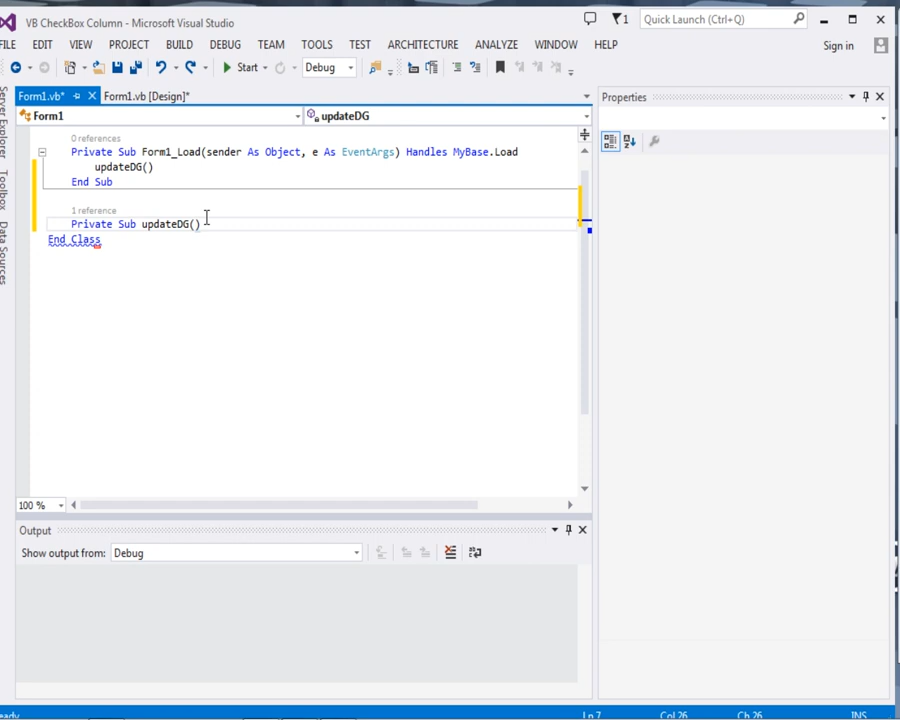 VB CheckBox Column - Microsoft Visual Studio
1
Quick Launch (Ctrl+Q)
FILE EDIT VIEW PROJECT BUILD DEBUG TEAM TOOLS TEST ARCHITECTURE ANALYZE WINDOW HELP Sign in
Start Debug
Form1.vb* Form1.vb [Design]*
Properties
Form1 updateDG
Server Explorer
Toolbox
Data Sources
0 references
Private Sub Form1_Load(sender As Object, e As EventArgs) Handles MyBase.Load
updateDG()
End Sub
1 reference
Private Sub updateDG()
End Class
100 %
Output
Show output from: Debug
eady Ln 7 Col 26 Ch 26 INS